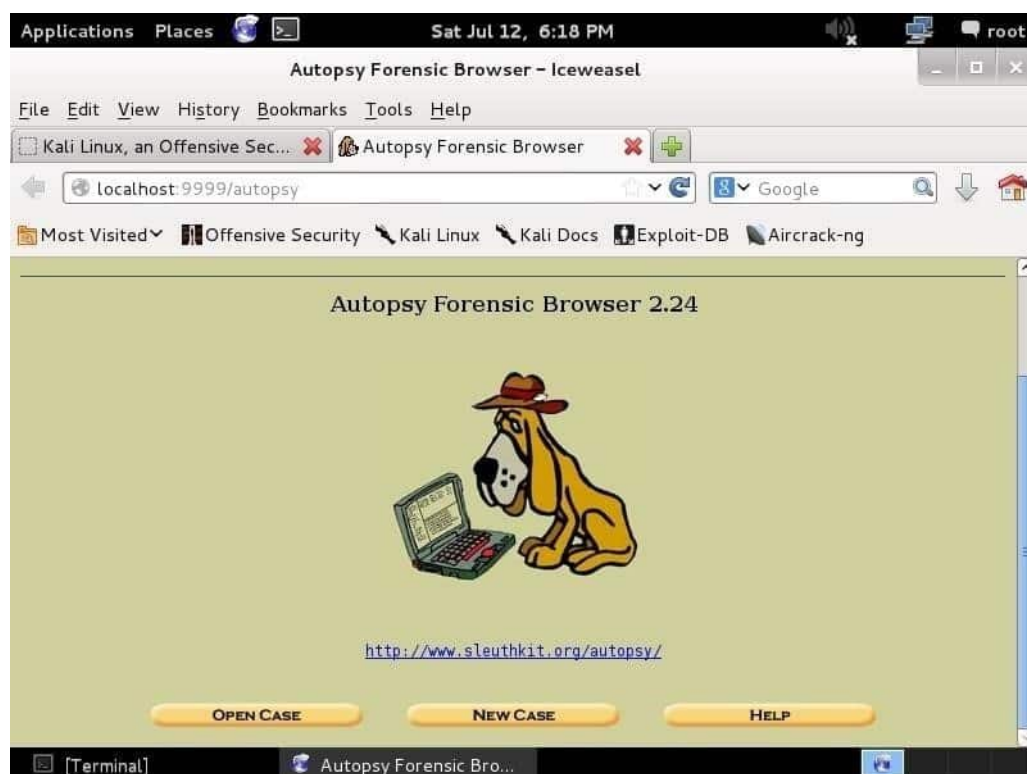 Applications Places Sat Jul 12, 6:18 PM root
Autopsy Forensic Browser – Iceweasel
File Edit View History Bookmarks Tools Help
Kali Linux, an Offensive Sec... Autopsy Forensic Browser
localhost:9999/autopsy Google
Most Visited Offensive Security Kali Linux Kali Docs Exploit-DB Aircrack-ng
Autopsy Forensic Browser 2.24
http://www.sleuthkit.org/autopsy/
OPEN CASE NEW CASE HELP
[Terminal] Autopsy Forensic Bro...